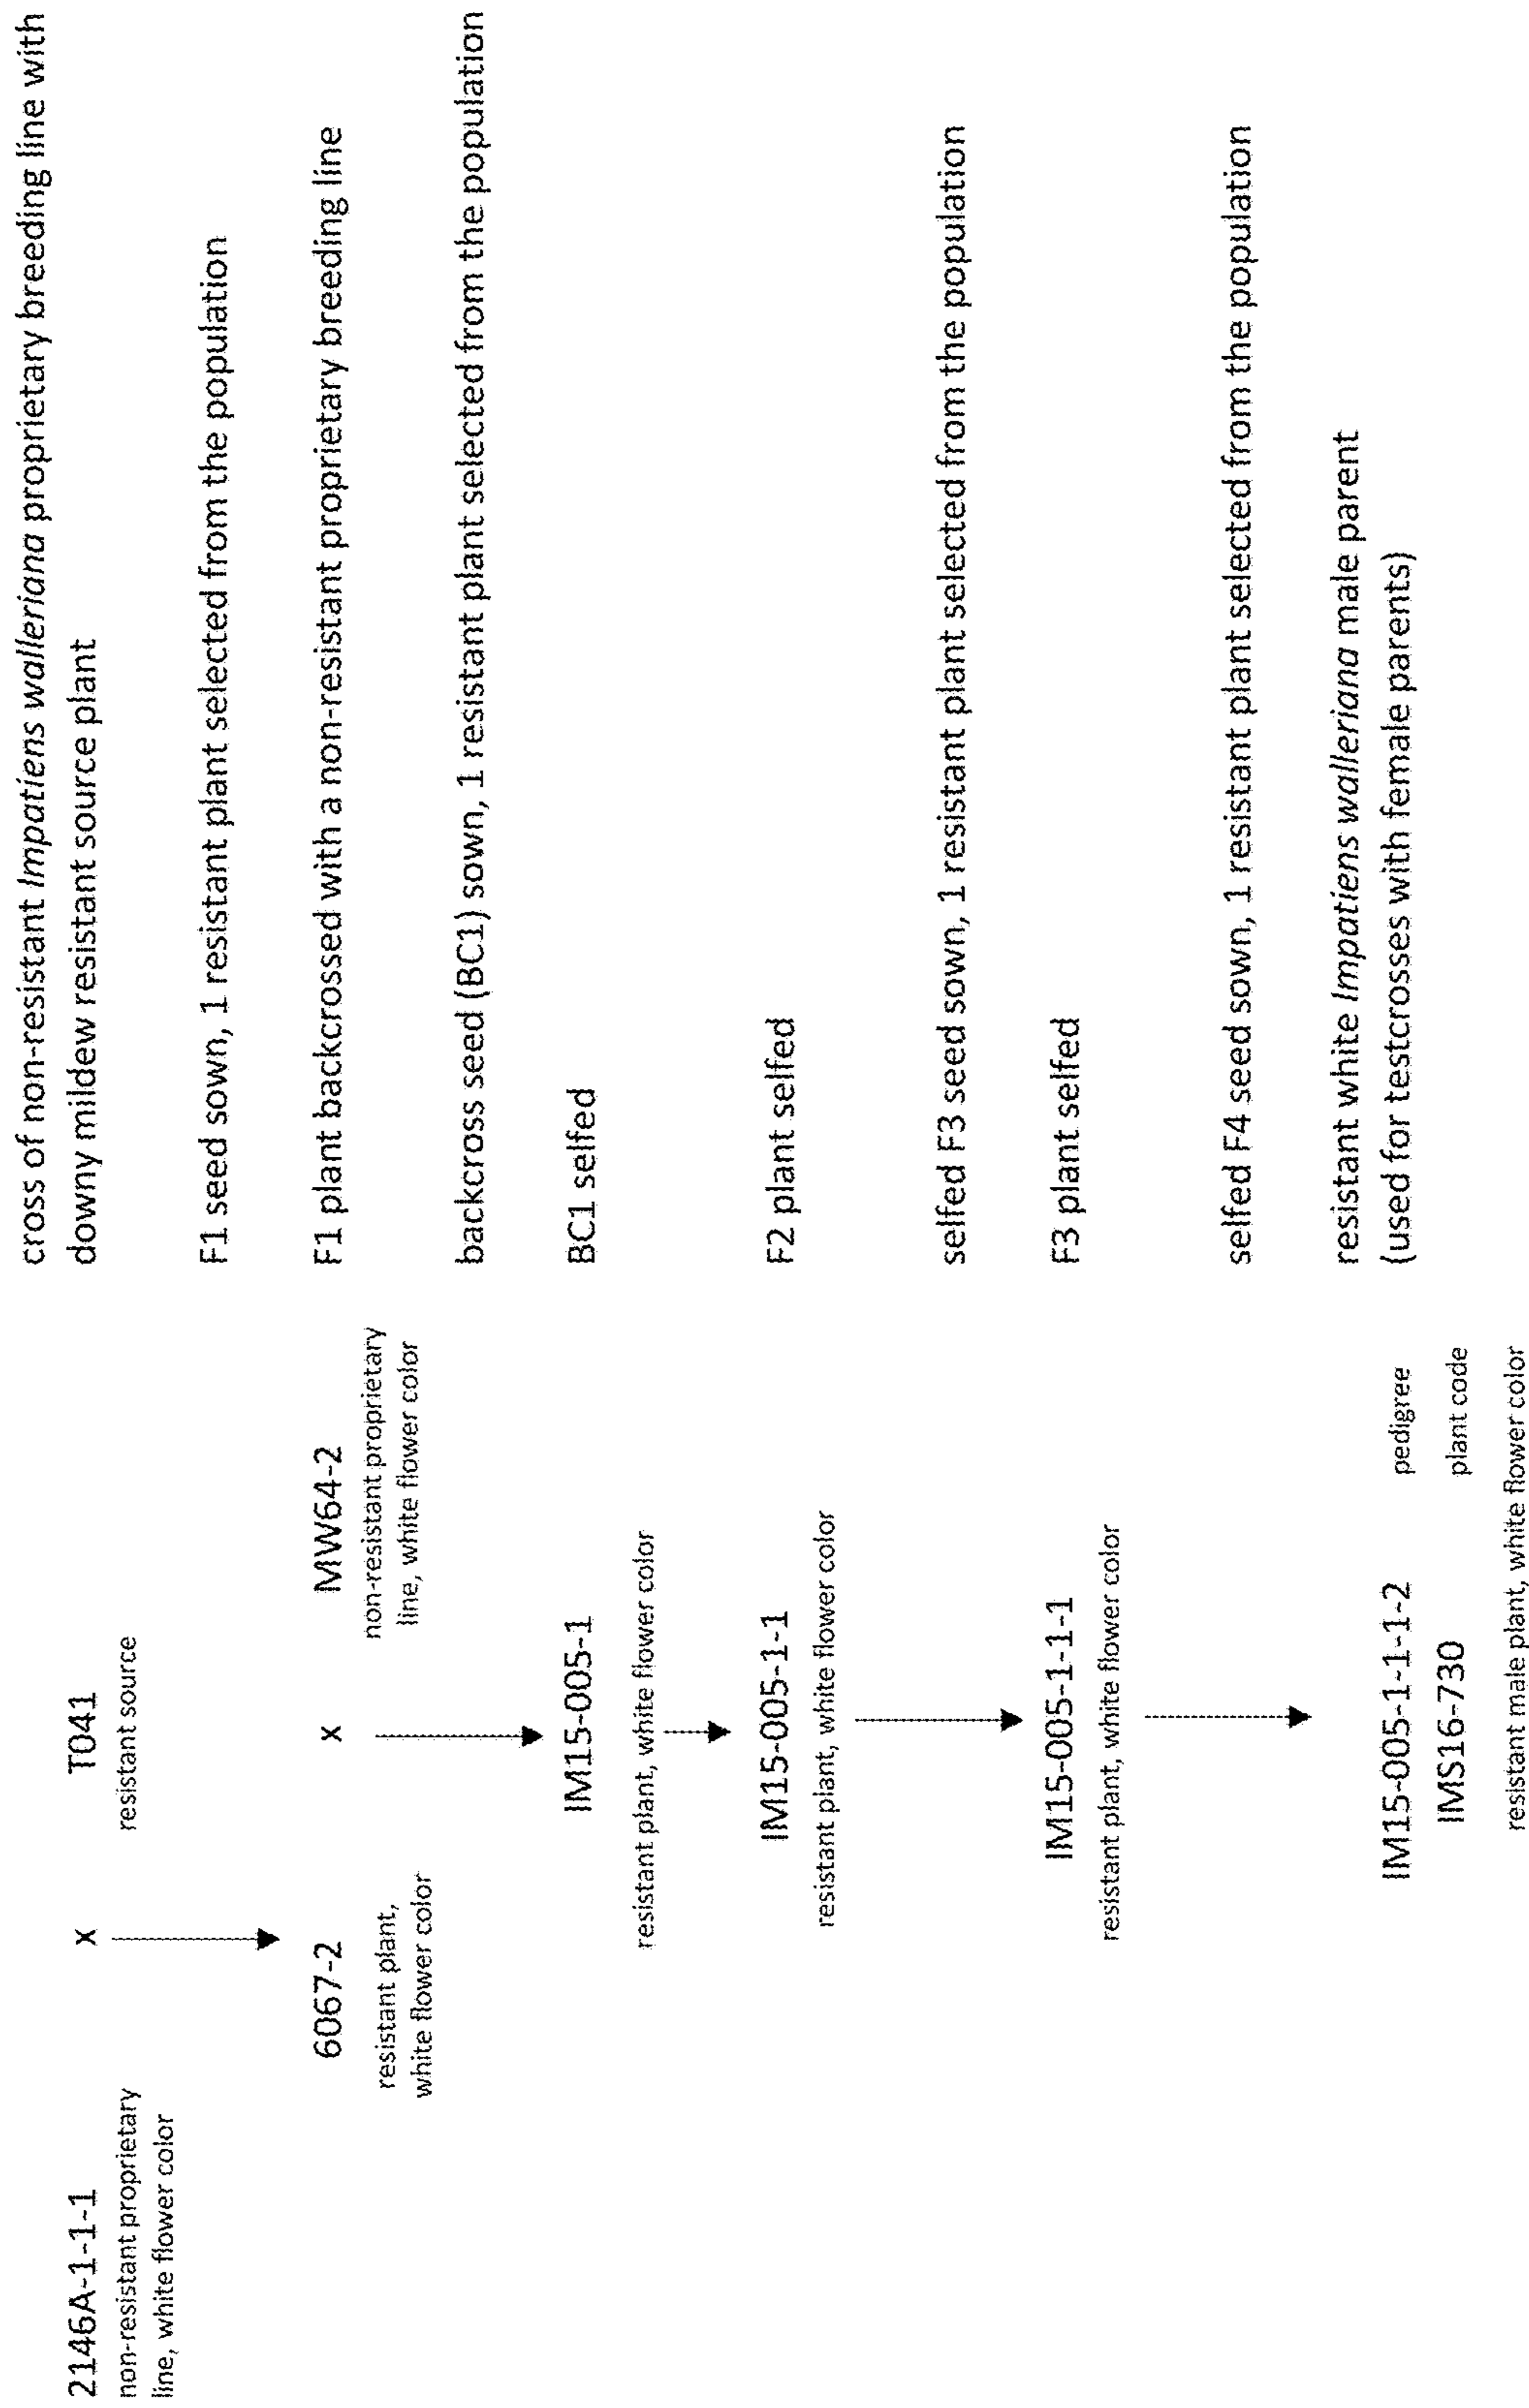 2146A-1-1-1
non-resistant proprietary
line, white flower color
x
T041
resistant source
cross of non-resistant Impatiens walleriana proprietary breeding line with
downy mildew resistant source plant
F1 seed sown, 1 resistant plant selected from the population
6067-2
resistant plant,
white flower color
x
MW64-2
non-resistant proprietary
line, white flower color
F1 plant backcrossed with a non-resistant proprietary breeding line
backcross seed (BC1) sown, 1 resistant plant selected from the population
IM15-005-1
resistant plant, white flower color
BC1 selfed
IM15-005-1-1
resistant plant, white flower color
F2 plant selfed
selfed F3 seed sown, 1 resistant plant selected from the population
IM15-005-1-1-1
resistant plant, white flower color
F3 plant selfed
selfed F4 seed sown, 1 resistant plant selected from the population
IM15-005-1-1-1-2
pedigree
IMS16-730
plant code
resistant male plant, white flower color
resistant white Impatiens walleriana male parent
(used for testcrosses with female parents)